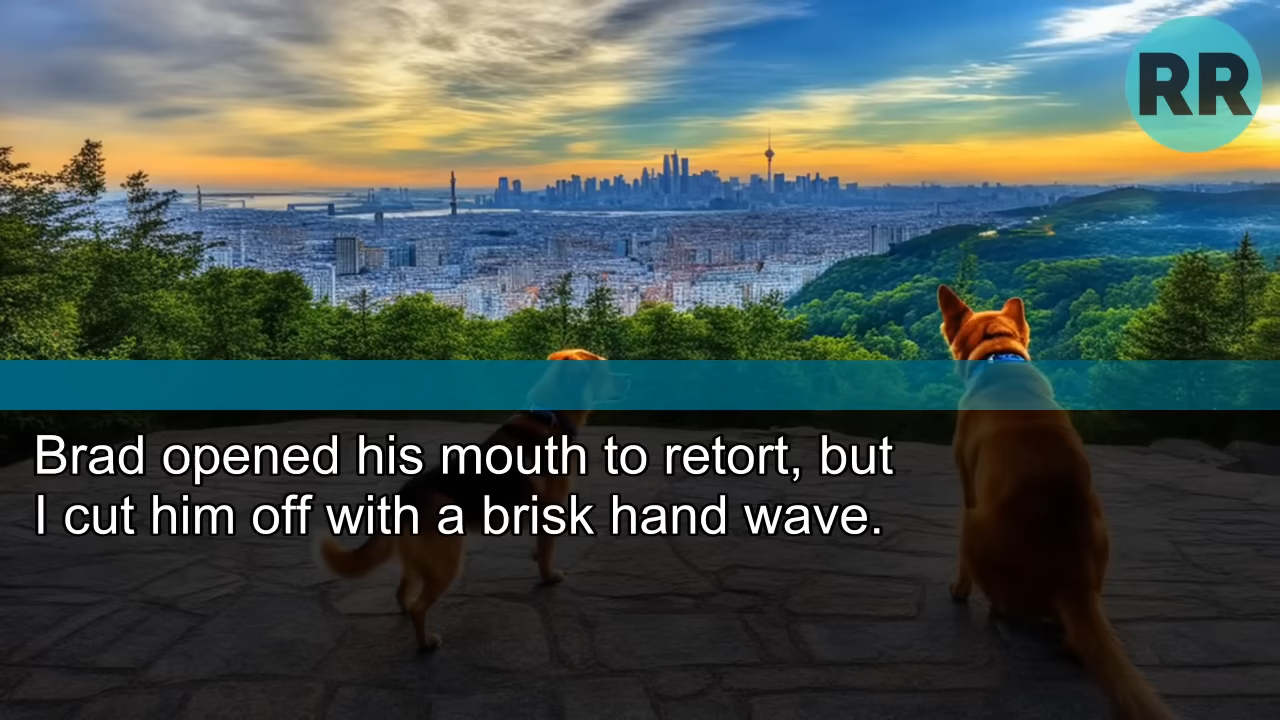 RR
Brad opened his mouth to retort, but
I cut him off with a brisk hand wave.